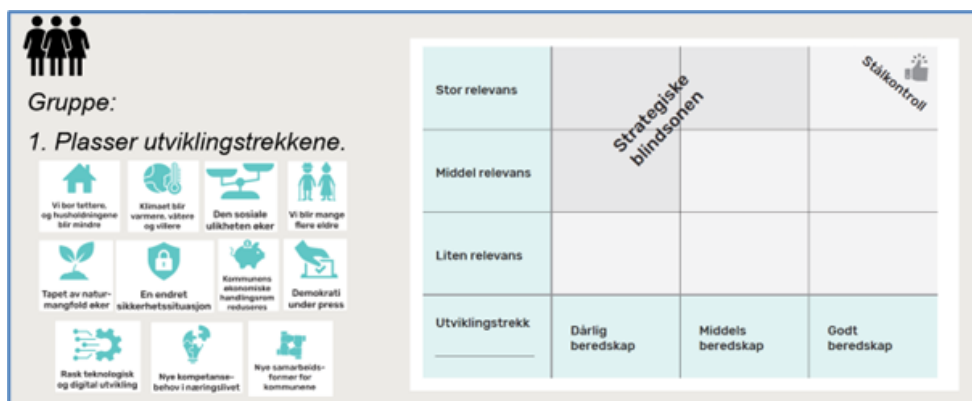 Gruppe:
1. Plasser utviklingstrekkene.
Vi bor tettere,
og husholdningene
blir mindre
Klimaet blir
varmere, våtere
og villere
Den sosiale
ulikheten øker
Vi blir mange
flere eldre
Tapet av natur-
mangfold øker
En endret
sikkerhetssituasjon
Kommunens
økonomiske
handlingsrom
reduseres
Demokrati
under press
Rask teknologisk
og digital utvikling
Nye kompetanse-
behov i næringslivet
Nye samarbeids-
former for
kommunene
Stor relevans
Strategiske
blindsonen
Stålkontroll
Middel relevans
Liten relevans
Utviklingstrekk
Dårlig
beredskap
Middels
beredskap
Godt
beredskap